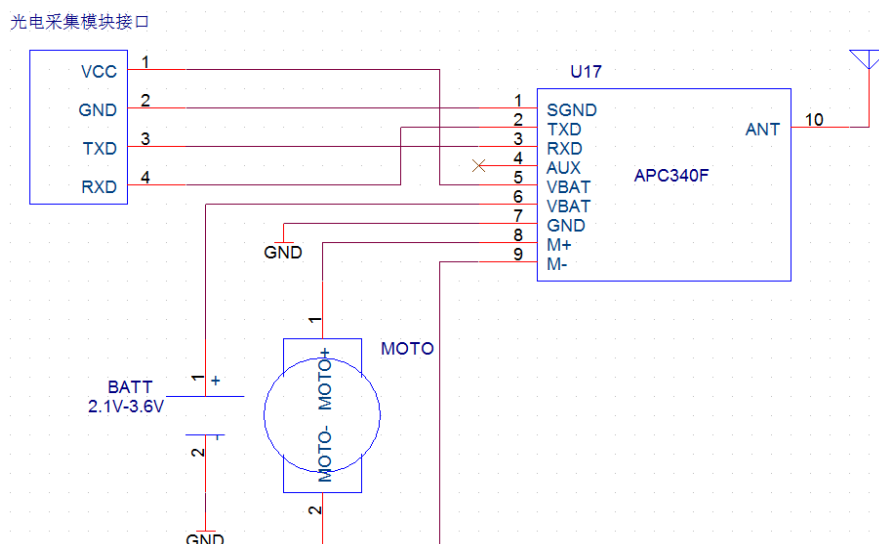 光电采集模块接口
VCC 1
GND 2
TXD 3
RXD 4
U17
1 SGND
2 TXD
3 RXD
4 AUX
5 VBAT
6 VBAT
7 GND
8 M+
9 M-
APC340F
ANT 10
GND
1
MOTO+
MOTO-
2
MOTO
1 +
BATT
2.1V-3.6V
2
GND